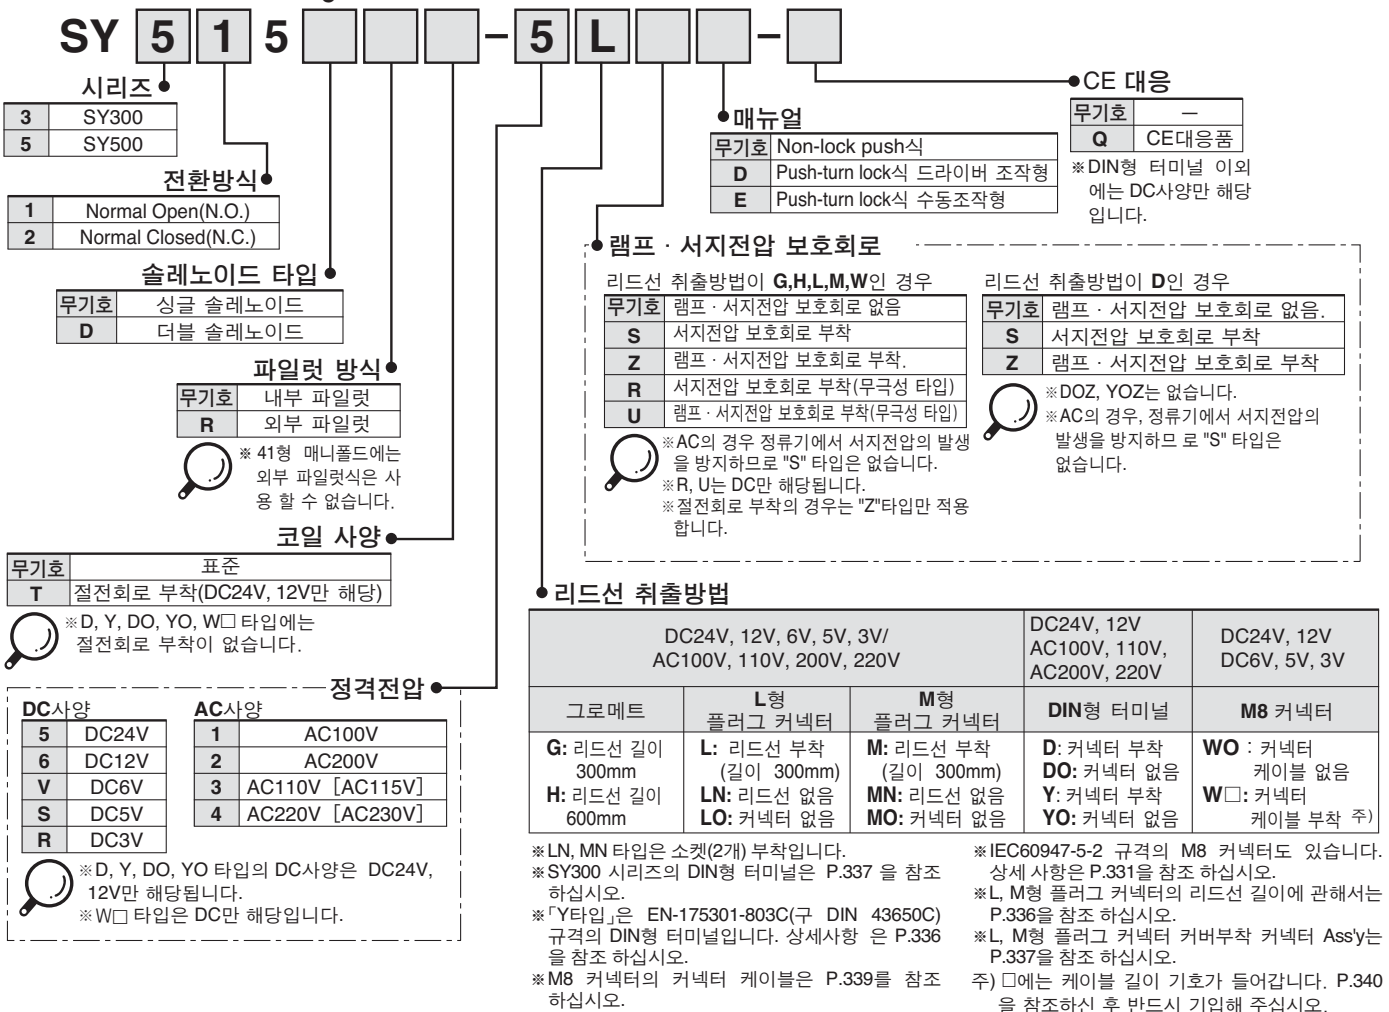 SY 5 1 5 □ □ □ – 5 L □ □ – □
시리즈
3 SY300
5 SY500
전환방식
1 Normal Open(N.O.)
2 Normal Closed(N.C.)
솔레노이드 타입
무기호 싱글 솔레노이드
D 더블 솔레노이드
파일럿 방식
무기호 내부 파일럿
R 외부 파일럿
※ 41형 매니폴드에는
외부 파일럿식은 사
용 할 수 없습니다.
코일 사양
무기호 표준
T 절전회로 부착(DC24V, 12V만 해당)
※D, Y, DO, YO, W□ 타입에는
절전회로 부착이 없습니다.
정격전압
DC사양
5 DC24V
6 DC12V
V DC6V
S DC5V
R DC3V
AC사양
1 AC100V
2 AC200V
3 AC110V [AC115V]
4 AC220V [AC230V]
※D, Y, DO, YO 타입의 DC사양은 DC24V,
12V만 해당됩니다.
※W□ 타입은 DC만 해당입니다.
CE 대응
무기호 –
Q CE대응품
※DIN형 터미널 이외
에는 DC사양만 해당
입니다.
매뉴얼
무기호 Non-lock push식
D Push-turn lock식 드라이버 조작형
E Push-turn lock식 수동조작형
램프 · 서지전압 보호회로
리드선 취출방법이 G,H,L,M,W인 경우
무기호 램프 · 서지전압 보호회로 없음
S 서지전압 보호회로 부착
Z 램프 · 서지전압 보호회로 부착.
R 서지전압 보호회로 부착(무극성 타입)
U 램프 · 서지전압 보호회로 부착(무극성 타입)
※AC의 경우 정류기에서 서지전압의 발생
을 방지하므로 "S" 타입은 없습니다.
※R, U는 DC만 해당됩니다.
※절전회로 부착의 경우는 "Z"타입만 적용
합니다.
리드선 취출방법이 D인 경우
무기호 램프 · 서지전압 보호회로 없음.
S 서지전압 보호회로 부착
Z 램프 · 서지전압 보호회로 부착
※DOZ, YOZ는 없습니다.
※AC의 경우, 정류기에서 서지전압의
발생을 방지하므 로 "S" 타입은
없습니다.
리드선 취출방법
DC24V, 12V, 6V, 5V, 3V/
AC100V, 110V, 200V, 220V
DC24V, 12V
AC100V, 110V,
AC200V, 220V
DC24V, 12V
DC6V, 5V, 3V
그로메트
L형
플러그 커넥터
M형
플러그 커넥터
DIN형 터미널
M8 커넥터
G: 리드선 길이
300mm
H: 리드선 길이
600mm
L: 리드선 부착
(길이 300mm)
LN: 리드선 없음
LO: 커넥터 없음
M: 리드선 부착
(길이 300mm)
MN: 리드선 없음
MO: 커넥터 없음
D: 커넥터 부착
DO: 커넥터 없음
Y: 커넥터 부착
YO: 커넥터 없음
WO : 커넥터
케이블 없음
W□: 커넥터
케이블 부착 주)
※LN, MN 타입은 소켓(2개) 부착입니다.
※SY300 시리즈의 DIN형 터미널은 P.337 을 참조
하십시오.
※「Y타입」은 EN-175301-803C(구 DIN 43650C)
규격의 DIN형 터미널입니다. 상세사항 은 P.336
을 참조 하십시오.
※M8 커넥터의 커넥터 케이블은 P.339를 참조
하십시오.
※IEC60947-5-2 규격의 M8 커넥터도 있습니다.
상세 사항은 P.331을 참조 하십시오.
※L, M형 플러그 커넥터의 리드선 길이에 관해서는
P.336을 참조 하십시오.
※L, M형 플러그 커넥터 커버부착 커넥터 Ass'y는
P.337을 참조 하십시오.
주) □에는 케이블 길이 기호가 들어갑니다. P.340
을 참조하신 후 반드시 기입해 주십시오.